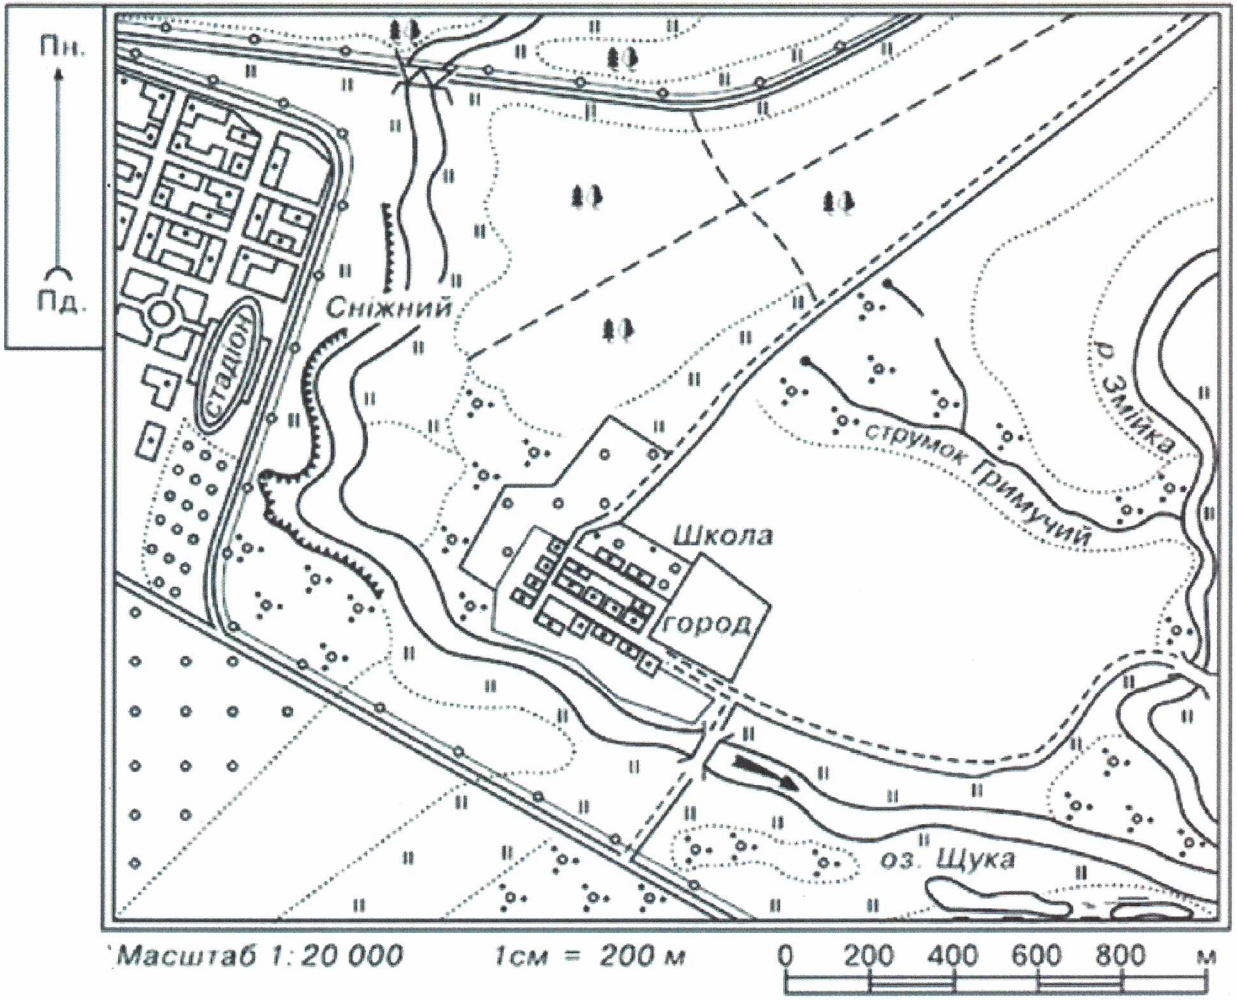 Пн.
Пд.
Сніжний
СТАДІОН
р. Змійка
струмок Гримучий
Школа
город
оз. Щука
Масштаб 1: 20 000
1см = 200 м
0 200 400 600 800 м